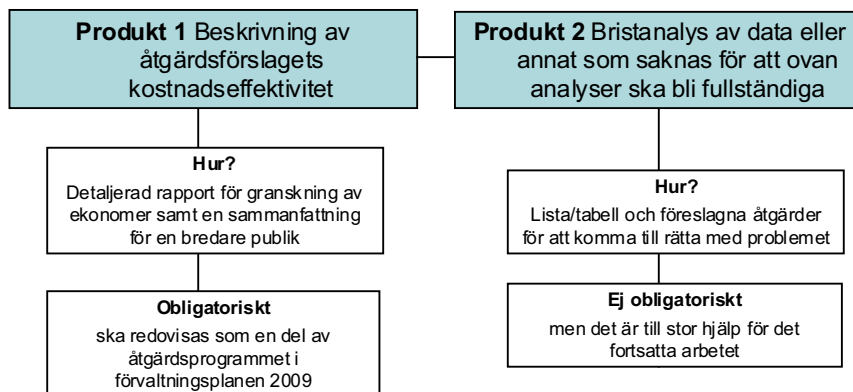 Produkt 1 Beskrivning av
åtgärdsförslagets
kostnadseffektivitet
Hur?
Detaljerad rapport för granskning av
ekonomer samt en sammanfattning
för en bredare publik
Obligatoriskt
ska redovisas som en del av
åtgärdsprogrammet i
förvaltningsplanen 2009
Produkt 2 Bristanalys av data eller
annat som saknas för att ovan
analyser ska bli fullständiga
Hur?
Lista/tabell och föreslagna åtgärder
för att komma till rätta med problemet
Ej obligatoriskt
men det är till stor hjälp för det
fortsatta arbetet